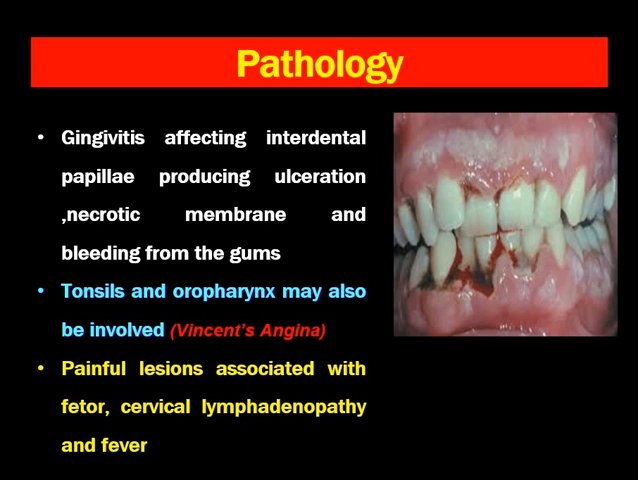 Pathology
• Gingivitis affecting interdental
papillae producing ulceration
,necrotic membrane and
bleeding from the gums
• Tonsils and oropharynx may also
be involved (Vincent's Angina)
• Painful lesions associated with
fetor, cervical lymphadenopathy
and fever